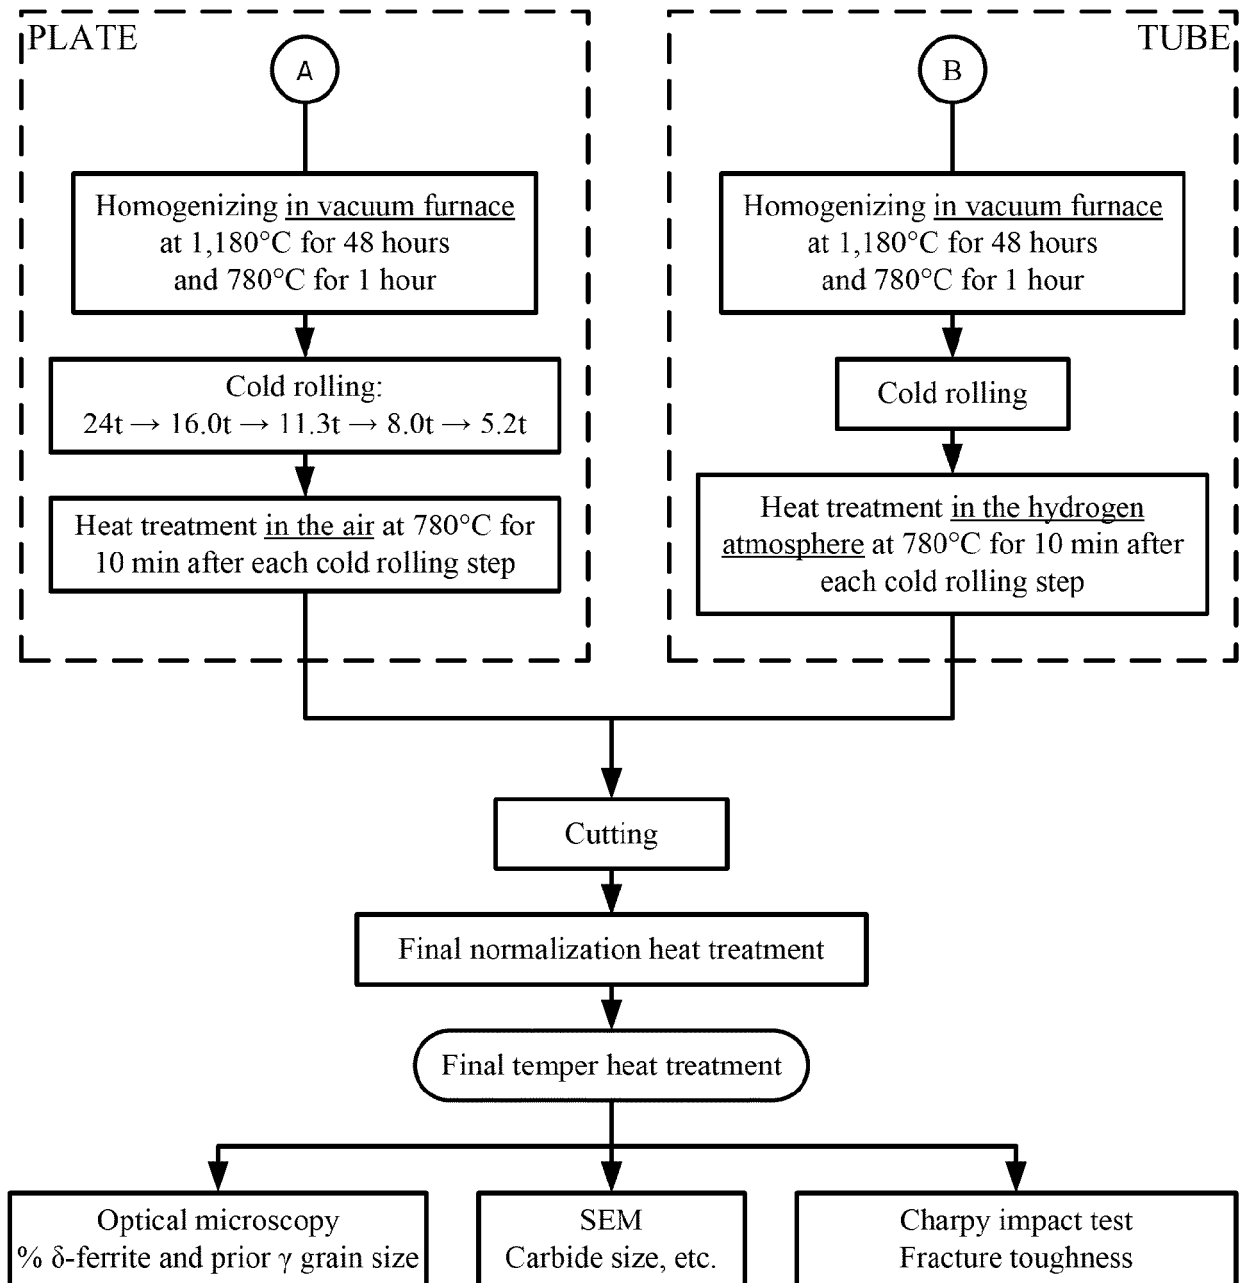 PLATE
A
Homogenizing in vacuum furnace
at 1,180°C for 48 hours
and 780°C for 1 hour
Cold rolling:
24t → 16.0t → 11.3t → 8.0t → 5.2t
Heat treatment in the air at 780°C for
10 min after each cold rolling step
TUBE
B
Homogenizing in vacuum furnace
at 1,180°C for 48 hours
and 780°C for 1 hour
Cold rolling
Heat treatment in the hydrogen
atmosphere at 780°C for 10 min after
each cold rolling step
Cutting
Final normalization heat treatment
Final temper heat treatment
Optical microscopy
% δ-ferrite and prior γ grain size
SEM
Carbide size, etc.
Charpy impact test
Fracture toughness